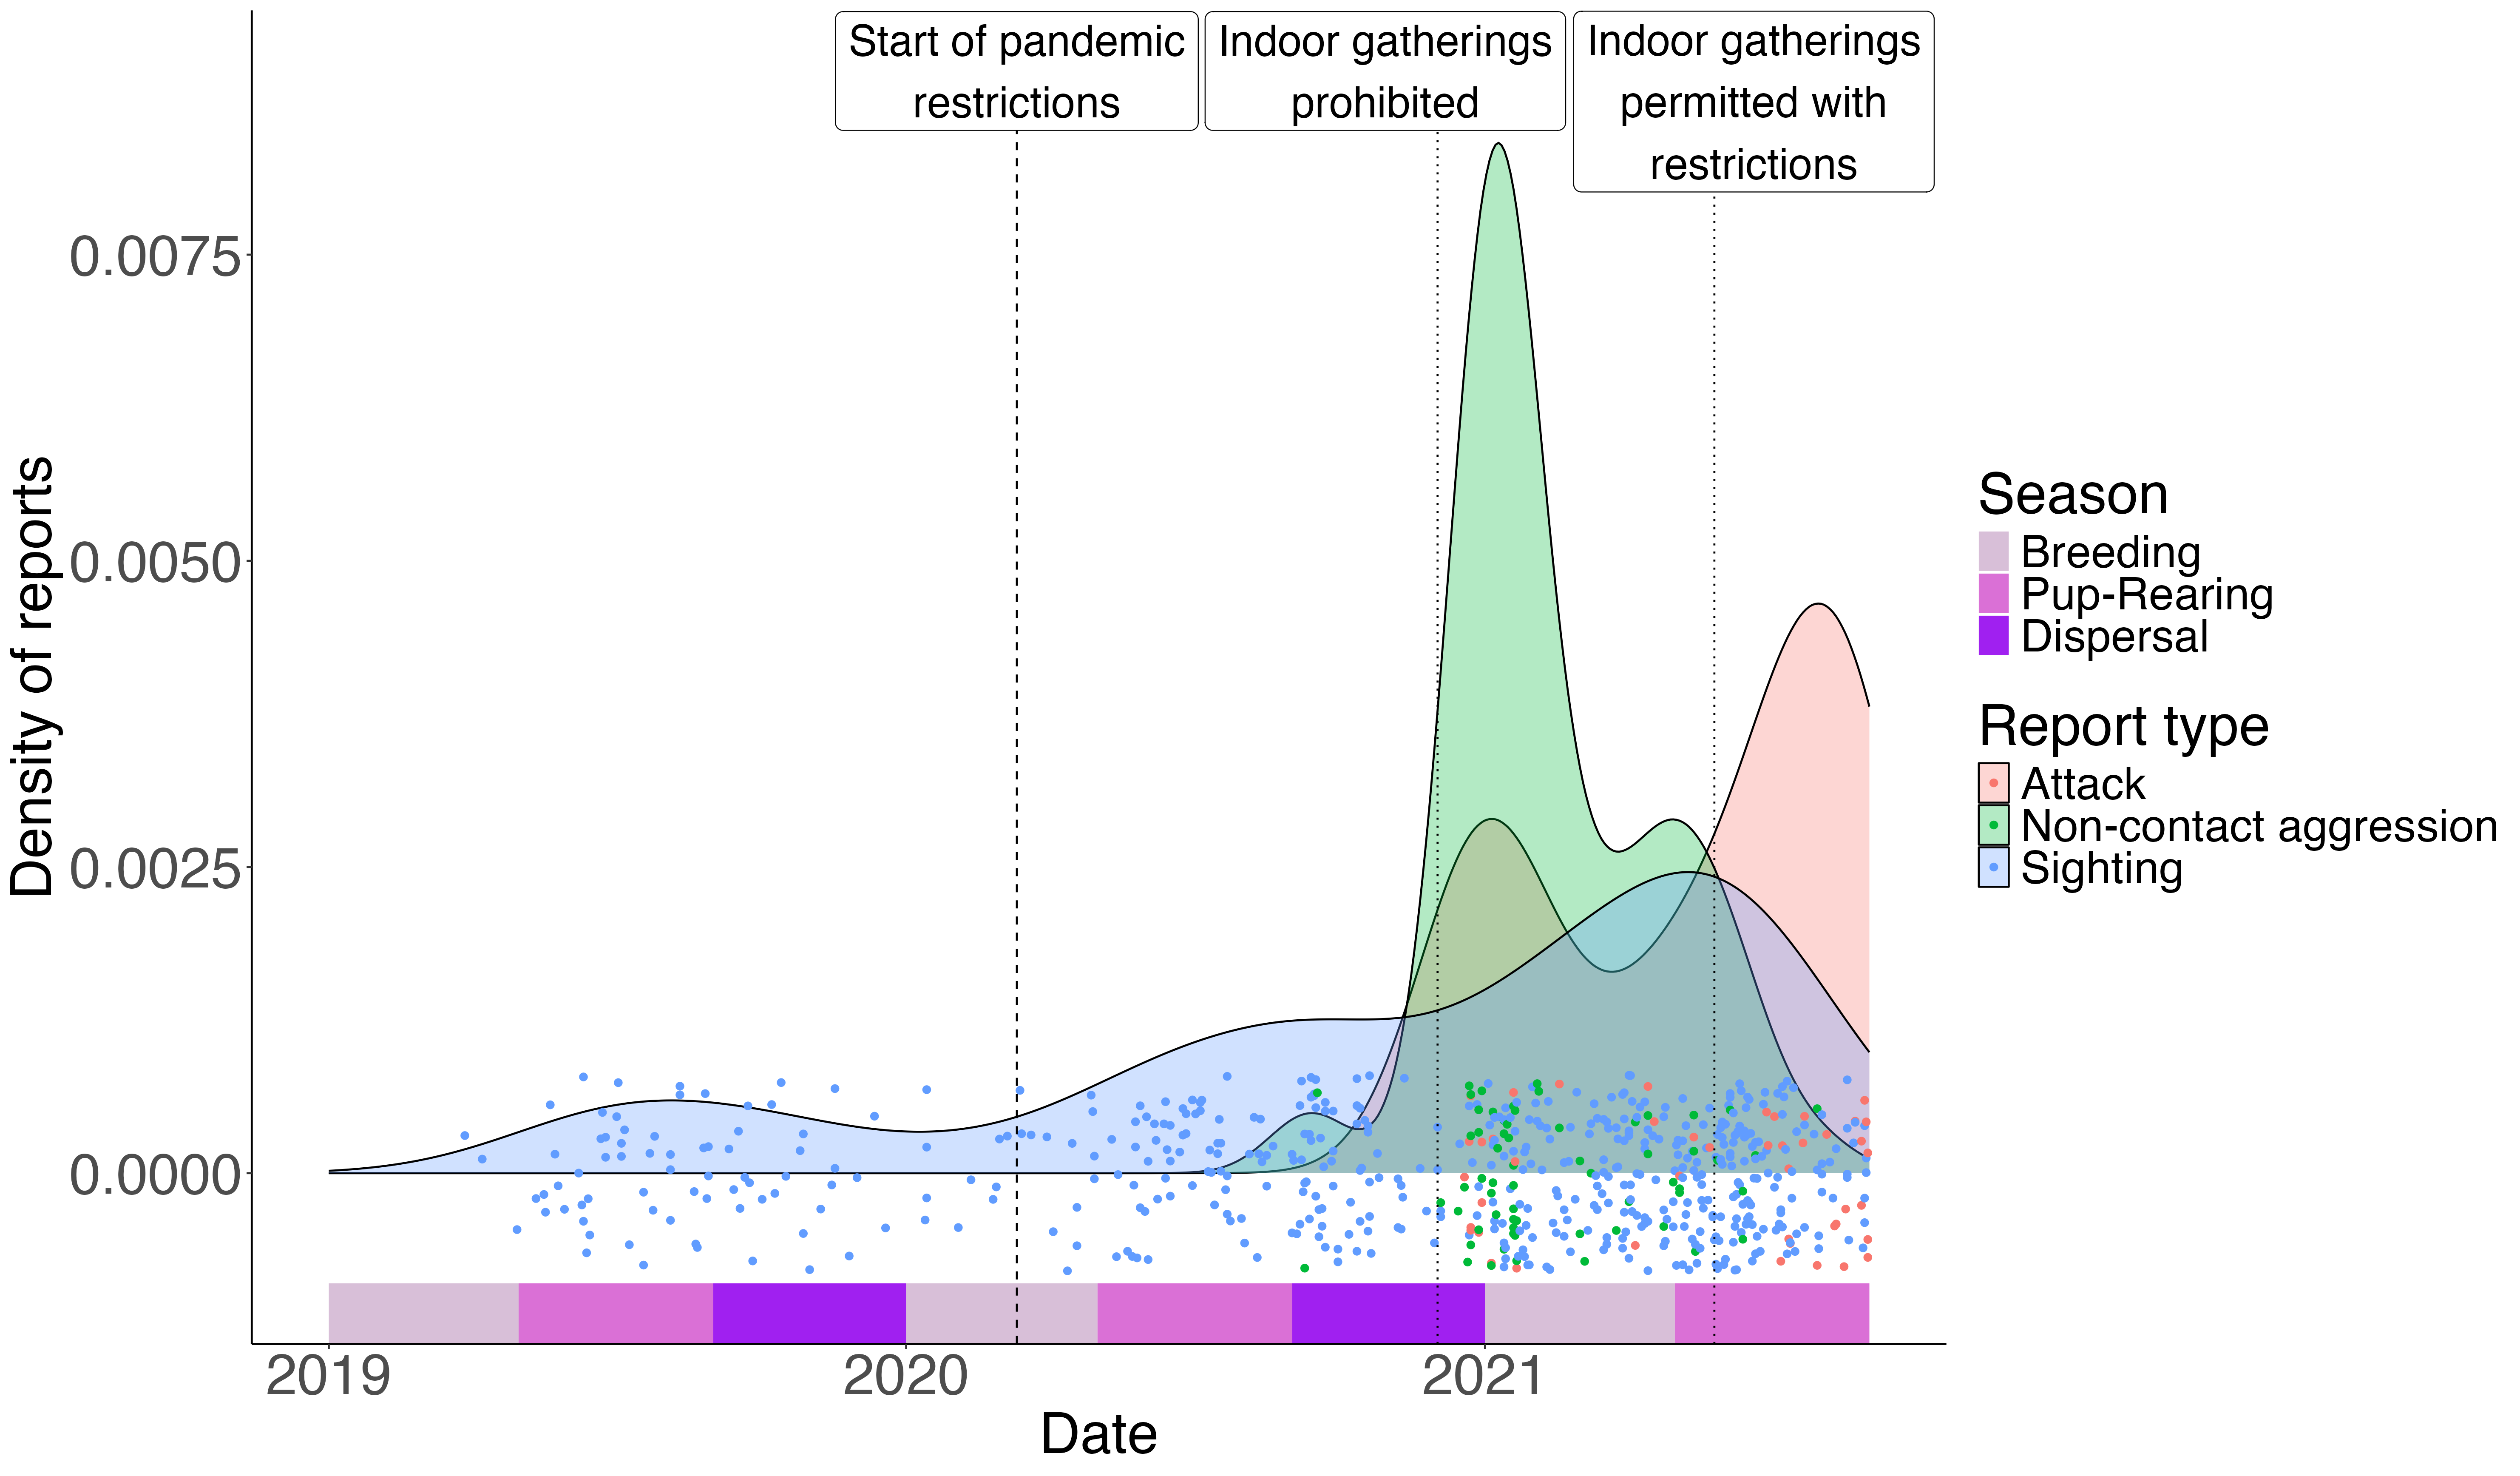 Start of pandemic
restrictions
Indoor gatherings
prohibited
Indoor gatherings
permitted with
restrictions
Density of reports
0.0075
0.0050
0.0025
0.0000
2019
2020
2021
Date
Season
Breeding
Pup-Rearing
Dispersal
Report type
Attack
Non-contact aggression
Sighting